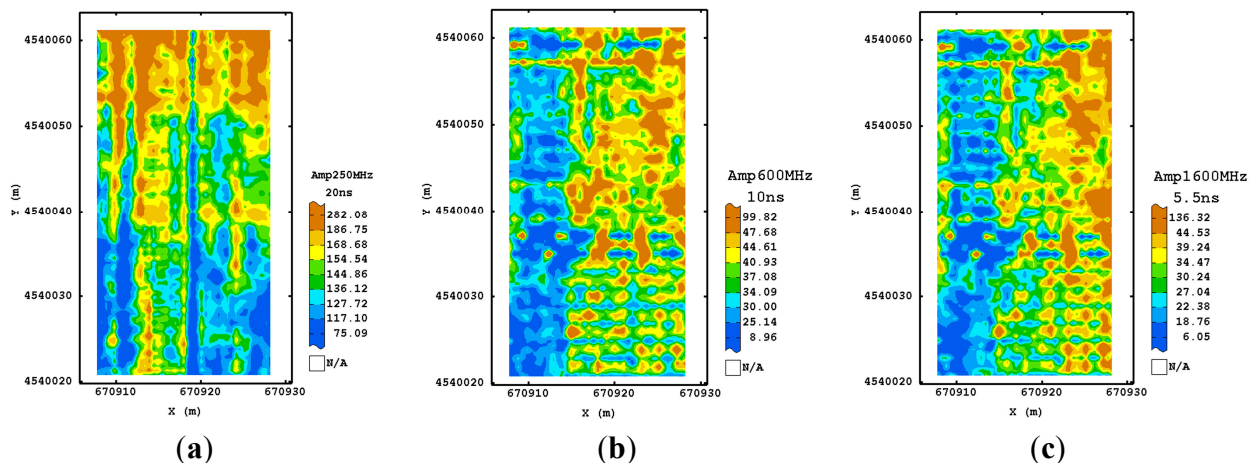 4540060
4540050
4540040
4540030
4540020
Y (m)
670910
670920
670930
X (m)
Amp250MHz
20ns
282.08
186.75
168.68
154.54
144.86
136.12
127.72
117.10
75.09
N/A
(a)
4540060
4540050
4540040
4540030
4540020
Y (m)
670910
670920
670930
X (m)
Amp600MHz
10ns
99.82
47.68
44.61
40.93
37.08
34.09
30.00
25.14
8.96
N/A
(b)
4540060
4540050
4540040
4540030
4540020
Y (m)
670910
670920
670930
X (m)
Amp1600MHz
5.5ns
136.32
44.53
39.24
34.47
30.24
27.04
22.38
18.76
6.05
N/A
(c)